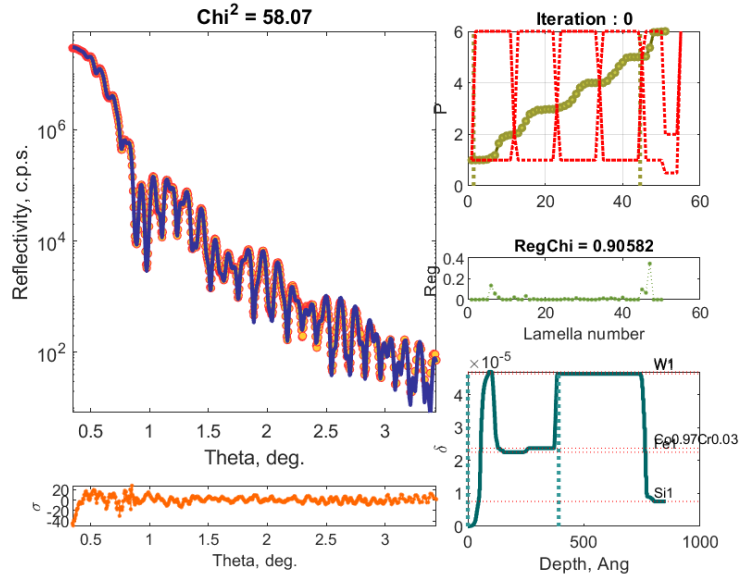 Chi² = 58.07
Reflectivity, c.p.s.
10⁶
10⁴
10²
0.5 1 1.5 2 2.5 3
Theta, deg.
σ
20
0
-20
-40
0.5 1 1.5 2 2.5 3
Theta, deg.
Iteration : 0
P
6
4
2
0
0 20 40 60
RegChi = 0.90582
Reg
0.4
0.2
0
0 20 40 60
Lamella number
×10⁻⁵
δ
4
3
2
1
0
W1
Co0.97Cr0.03
Fe1
Si1
0 500 1000
Depth, Ang